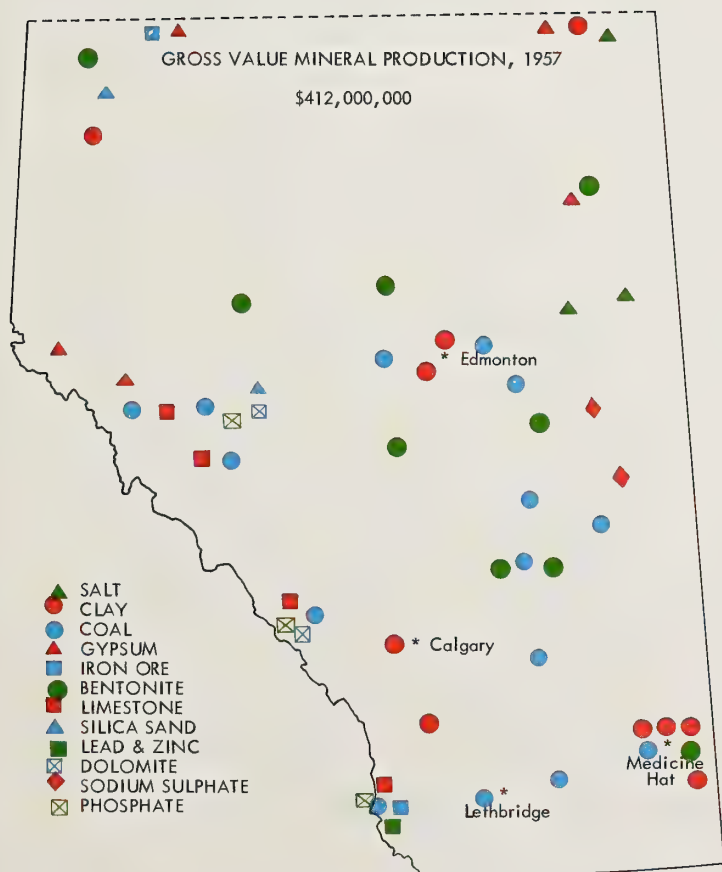 GROSS VALUE MINERAL PRODUCTION, 1957
$412,000,000
* Edmonton
* Calgary
*
Medicine
Hat
*
Lethbridge
SALT
CLAY
COAL
GYPSUM
IRON ORE
BENTONITE
LIMESTONE
SILICA SAND
LEAD & ZINC
DOLOMITE
SODIUM SULPHATE
PHOSPHATE